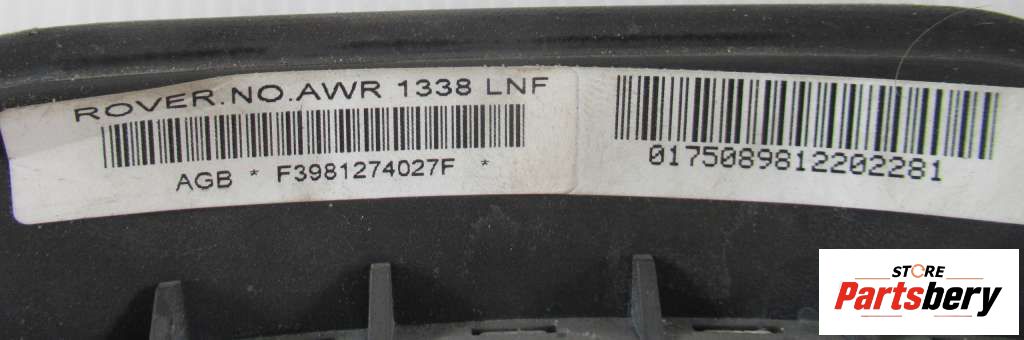 ROVER.NO.AWR 1338 LNF
AGB * F3981274027F *
0175089812202281
STORE
Partsbery